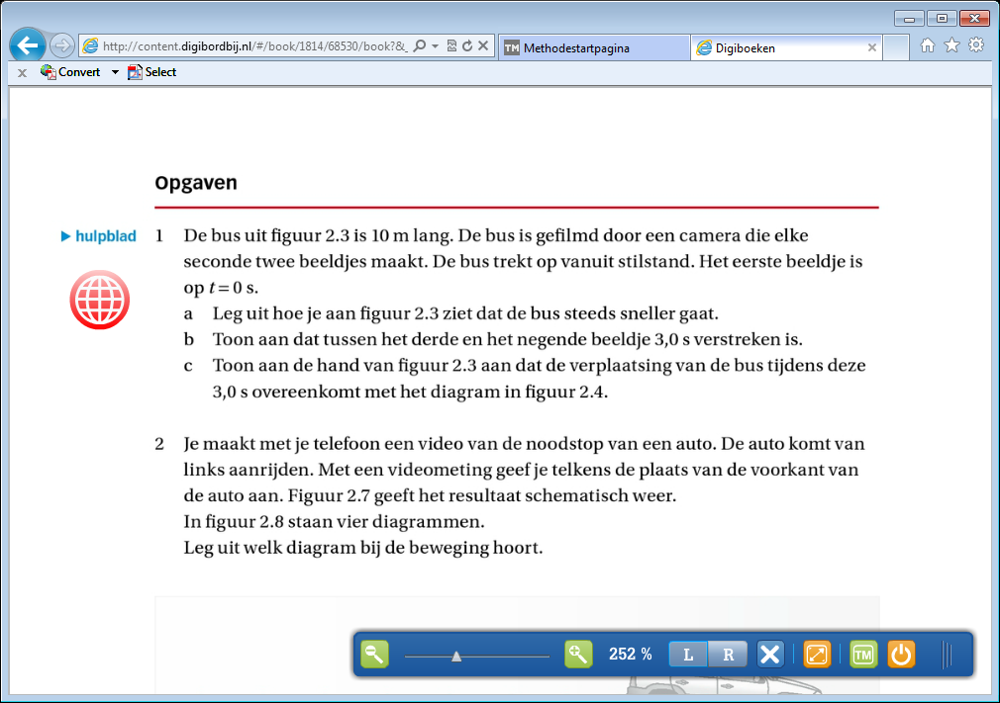 http://content.digibordbij.nl/#/book/1814/68530/book?&_
Methodestartpagina
Digiboeken
x Convert Select
Opgaven
hulpblad
1 De bus uit figuur 2.3 is 10 m lang. De bus is gefilmd door een camera die elke
seconde twee beeldjes maakt. De bus trekt op vanuit stilstand. Het eerste beeldje is
op t = 0 s.
a Leg uit hoe je aan figuur 2.3 ziet dat de bus steeds sneller gaat.
b Toon aan dat tussen het derde en het negende beeldje 3,0 s verstreken is.
c Toon aan de hand van figuur 2.3 aan dat de verplaatsing van de bus tijdens deze
3,0 s overeenkomt met het diagram in figuur 2.4.
2 Je maakt met je telefoon een video van de noodstop van een auto. De auto komt van
links aanrijden. Met een videometing geef je telkens de plaats van de voorkant van
de auto aan. Figuur 2.7 geeft het resultaat schematisch weer.
In figuur 2.8 staan vier diagrammen.
Leg uit welk diagram bij de beweging hoort.
252 % L R TM